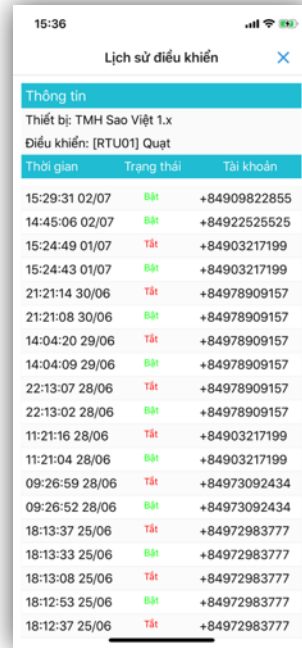 15:36
Lịch sử điều khiển
Thông tin
Thiết bị: TMH Sao Việt 1.x
Điều khiển: [RTU01] Quạt
Thời gian Trạng thái Tài khoản
15:29:31 02/07 Bật +84909822855
14:45:06 02/07 Bật +84922525525
15:24:49 01/07 Tắt +84903217199
15:24:43 01/07 Bật +84903217199
21:21:14 30/06 Tắt +84978909157
21:21:08 30/06 Bật +84978909157
14:04:20 29/06 Tắt +84978909157
14:04:09 29/06 Bật +84978909157
22:13:07 28/06 Tắt +84978909157
22:13:02 28/06 Bật +84978909157
11:21:16 28/06 Tắt +84903217199
11:21:04 28/06 Bật +84903217199
09:26:59 28/06 Tắt +84973092434
09:26:52 28/06 Bật +84973092434
18:13:37 25/06 Tắt +84972983777
18:13:33 25/06 Bật +84972983777
18:13:08 25/06 Tắt +84972983777
18:12:53 25/06 Bật +84972983777
18:12:37 25/06 Tắt +84972983777